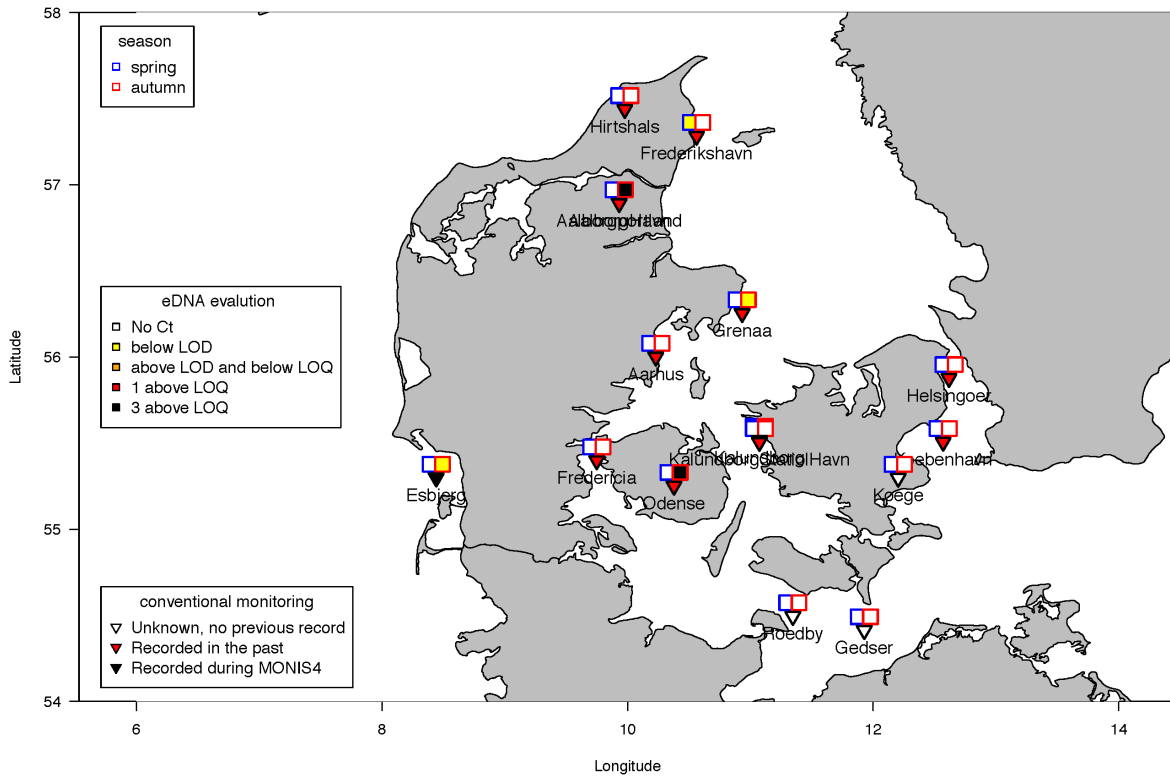 58
57
56
55
54
Latitude
season
spring
autumn
eDNA evalution
No Ct
below LOD
above LOD and below LOQ
1 above LOQ
3 above LOQ
conventional monitoring
Unknown, no previous record
Recorded in the past
Recorded during MONIS4
Hirtshals
Frederikshavn
Grenaa
Aarhus
Helsingoer
Fredericia
Esbjerg
Odense
Koege
Roedby
Gedser
6
8
10
12
14
Longitude